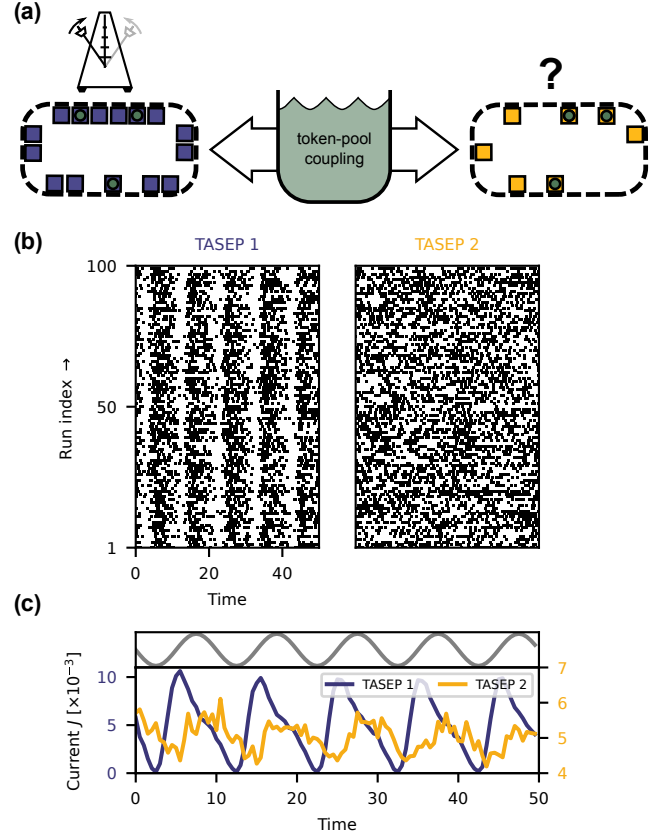 (a)
?
token-pool
coupling
(b)
TASEP 1
TASEP 2
100
50
1
Run index →
0
20
40
Time
(c)
10
5
0
Current J [×10⁻³]
TASEP 1
TASEP 2
7
6
5
4
0
10
20
30
40
50
Time